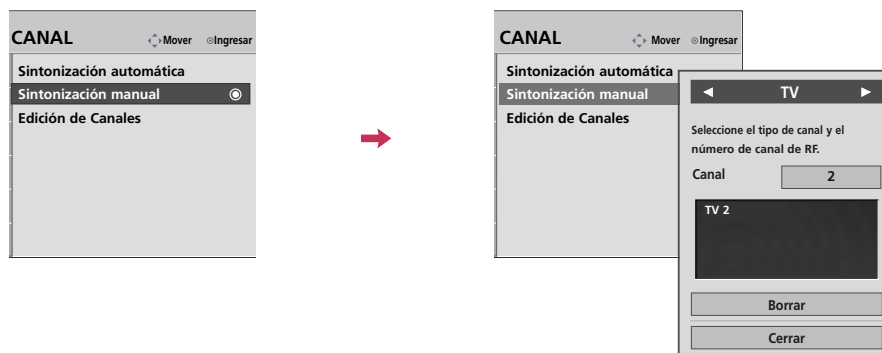 CANAL Mover Ingresar
Sintonización automática
Sintonización manual
Edición de Canales
CANAL Mover Ingresar
Sintonización automática
Sintonización manual
Edición de Canales
TV
Seleccione el tipo de canal y el
número de canal de RF.
Canal 2
TV 2
Borrar
Cerrar